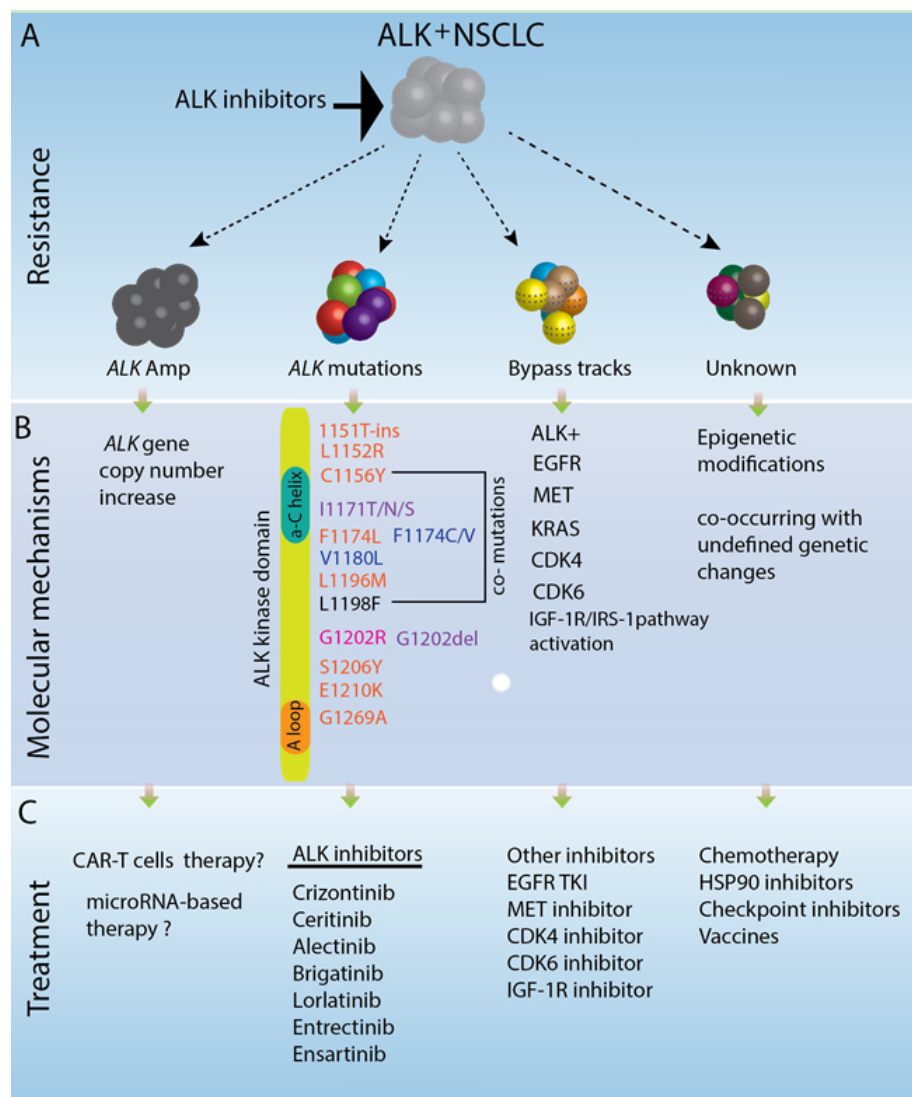 A
ALK⁺NSCLC
ALK inhibitors
Resistance
ALK Amp
ALK mutations
Bypass tracks
Unknown
B
Molecular mechanisms
ALK gene
copy number
increase
ALK kinase domain
a-C helix
A loop
1151T-ins
L1152R
C1156Y
I1171T/N/S
F1174L F1174C/V
V1180L
L1196M
L1198F
G1202R G1202del
S1206Y
E1210K
G1269A
co- mutations
ALK+
EGFR
MET
KRAS
CDK4
CDK6
IGF-1R/IRS-1pathway
activation
Epigenetic
modifications
co-occurring with
undefined genetic
changes
C
Treatment
CAR-T cells therapy?
microRNA-based
therapy ?
ALK inhibitors
Crizontinib
Ceritinib
Alectinib
Brigatinib
Lorlatinib
Entrectinib
Ensartinib
Other inhibitors
EGFR TKI
MET inhibitor
CDK4 inhibitor
CDK6 inhibitor
IGF-1R inhibitor
Chemotherapy
HSP90 inhibitors
Checkpoint inhibitors
Vaccines